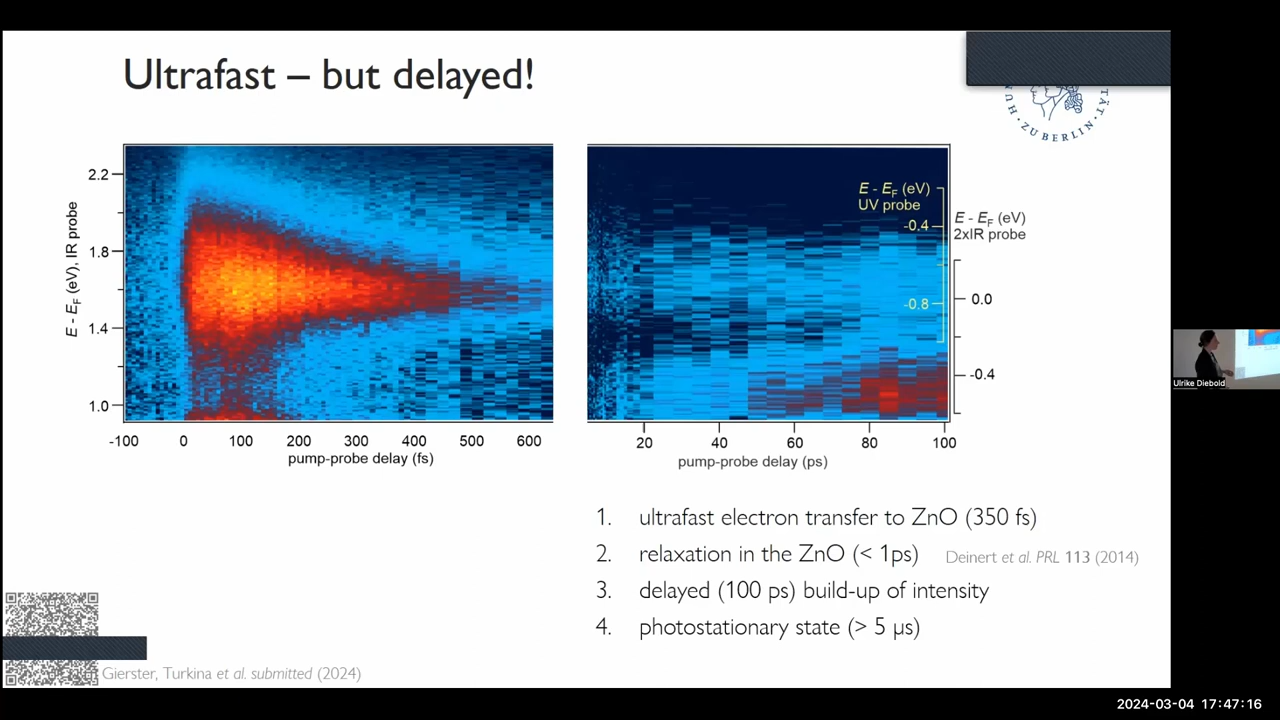 Ultrafast – but delayed!
ZU BERLIN
E - E_F (eV), IR probe
2.2
1.8
1.4
1.0
-100 0 100 200 300 400 500 600
pump-probe delay (fs)
E - E_F (eV)
UV probe
-0.4
-0.8
E - E_F (eV)
2xIR probe
0.0
-0.4
20 40 60 80 100
pump-probe delay (ps)
1. ultrafast electron transfer to ZnO (350 fs)
2. relaxation in the ZnO (< 1ps) Deinert et al. PRL 113 (2014)
3. delayed (100 ps) build-up of intensity
4. photostationary state (> 5 μs)
Gierster, Turkina et al. submitted (2024)
Ulrike Diebold
2024-03-04 17:47:16